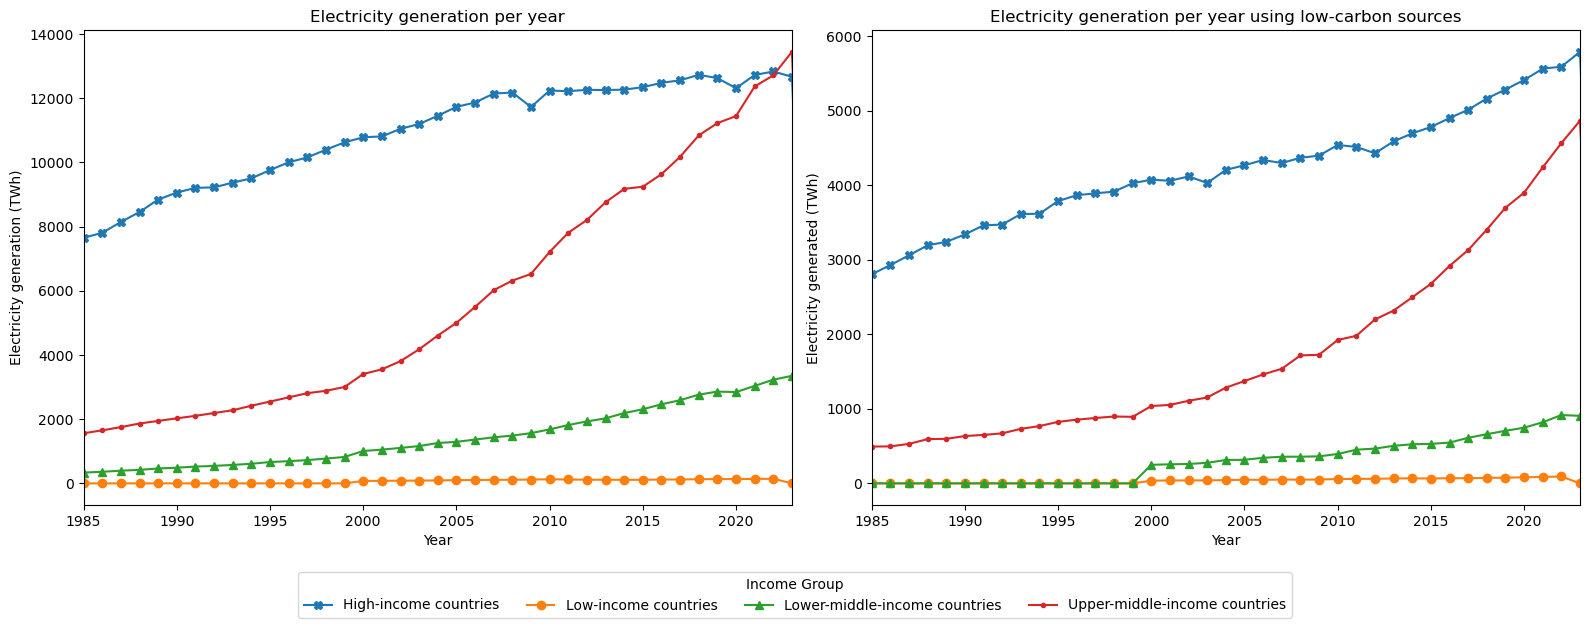 Electricity generation per year
Electricity generation (TWh)
14000
12000
10000
8000
6000
4000
2000
0
1985 1990 1995 2000 2005 2010 2015 2020
Year
Electricity generation per year using low-carbon sources
Electricity generated (TWh)
6000
5000
4000
3000
2000
1000
0
1985 1990 1995 2000 2005 2010 2015 2020
Year
Income Group
High-income countries Low-income countries Lower-middle-income countries Upper-middle-income countries